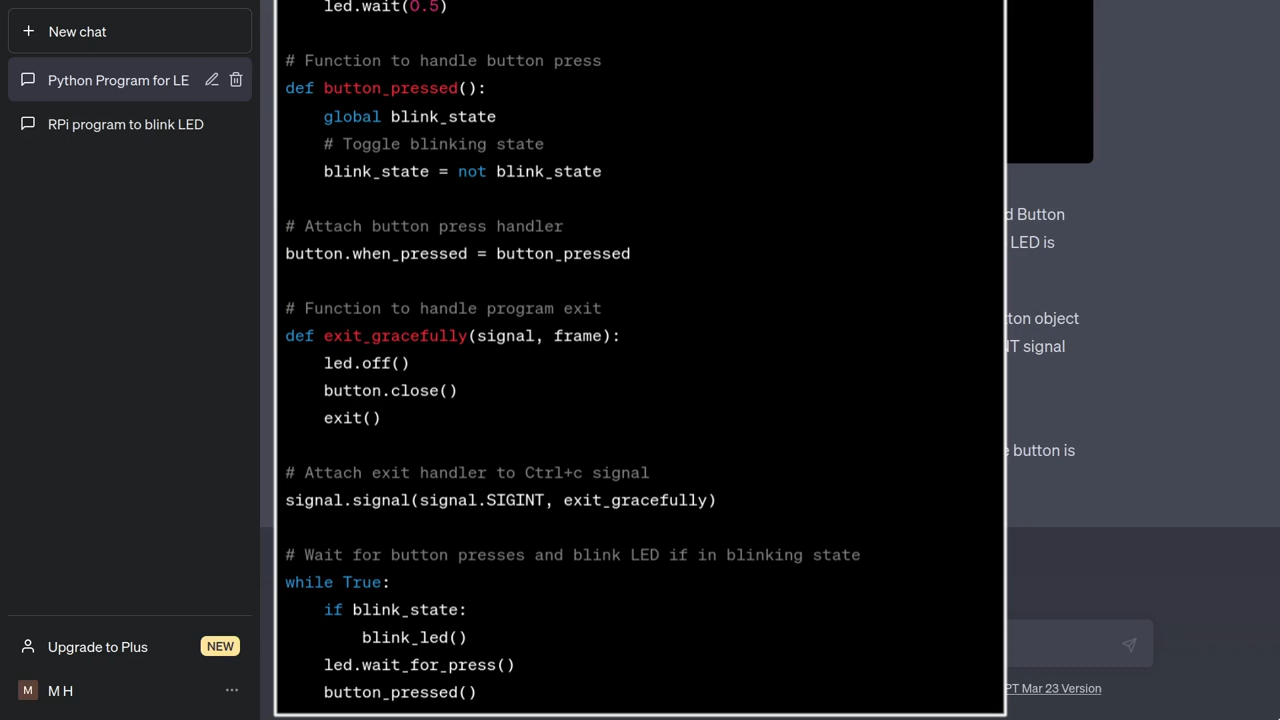 New chat
Python Program for LE
RPi program to blink LED
led.wait(0.5)
# Function to handle button press
def button_pressed():
global blink_state
# Toggle blinking state
blink_state = not blink_state
# Attach button press handler
button.when_pressed = button_pressed
# Function to handle program exit
def exit_gracefully(signal, frame):
led.off()
button.close()
exit()
# Attach exit handler to Ctrl+c signal
signal.signal(signal.SIGINT, exit_gracefully)
# Wait for button presses and blink LED if in blinking state
while True:
if blink_state:
blink_led()
led.wait_for_press()
button_pressed()
d Button
LED is
ton object
NT signal
button is
PT Mar 23 Version
Upgrade to Plus
NEW
M
M H